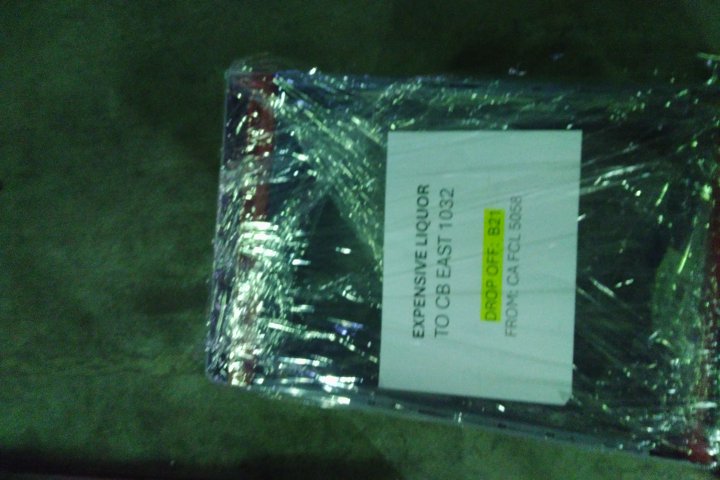 EXPENSIVE LIQUOR
TO CB EAST 1032
DROP OFF: B21
FROM: CA FCL 5058